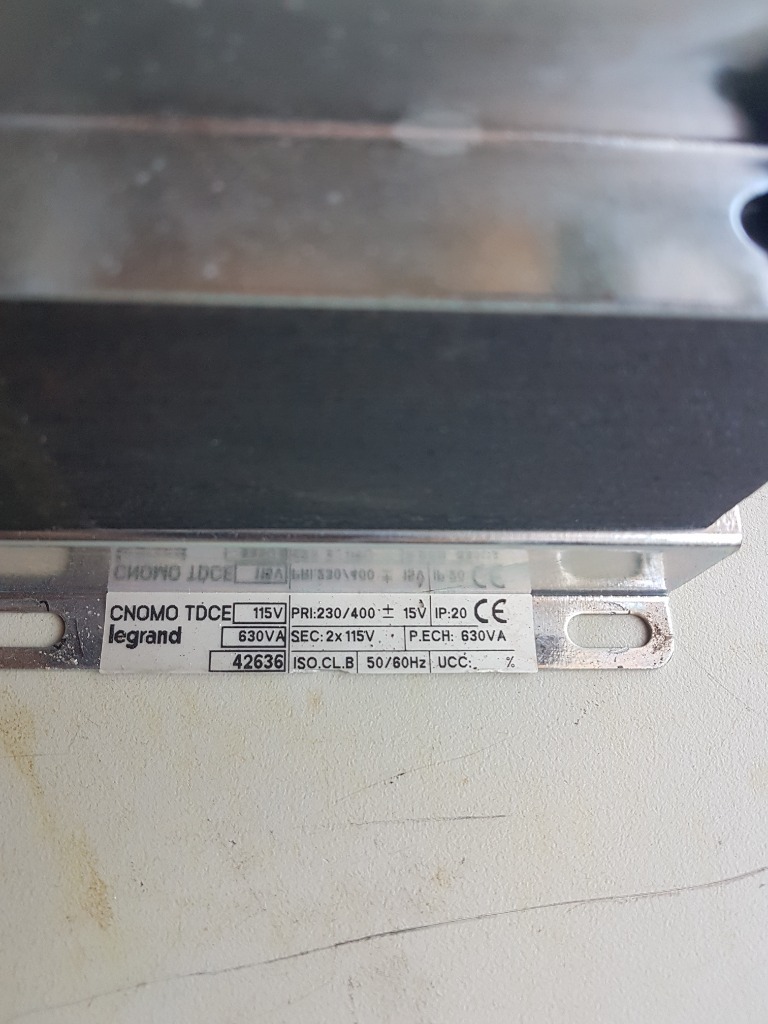 CNOMO TDCE 115V PRI:230/400 ± 15V IP:20 CE
legrand 630VA SEC: 2x115V P.ECH: 630VA
42636 ISO.CL.B 50/60Hz UCC: %